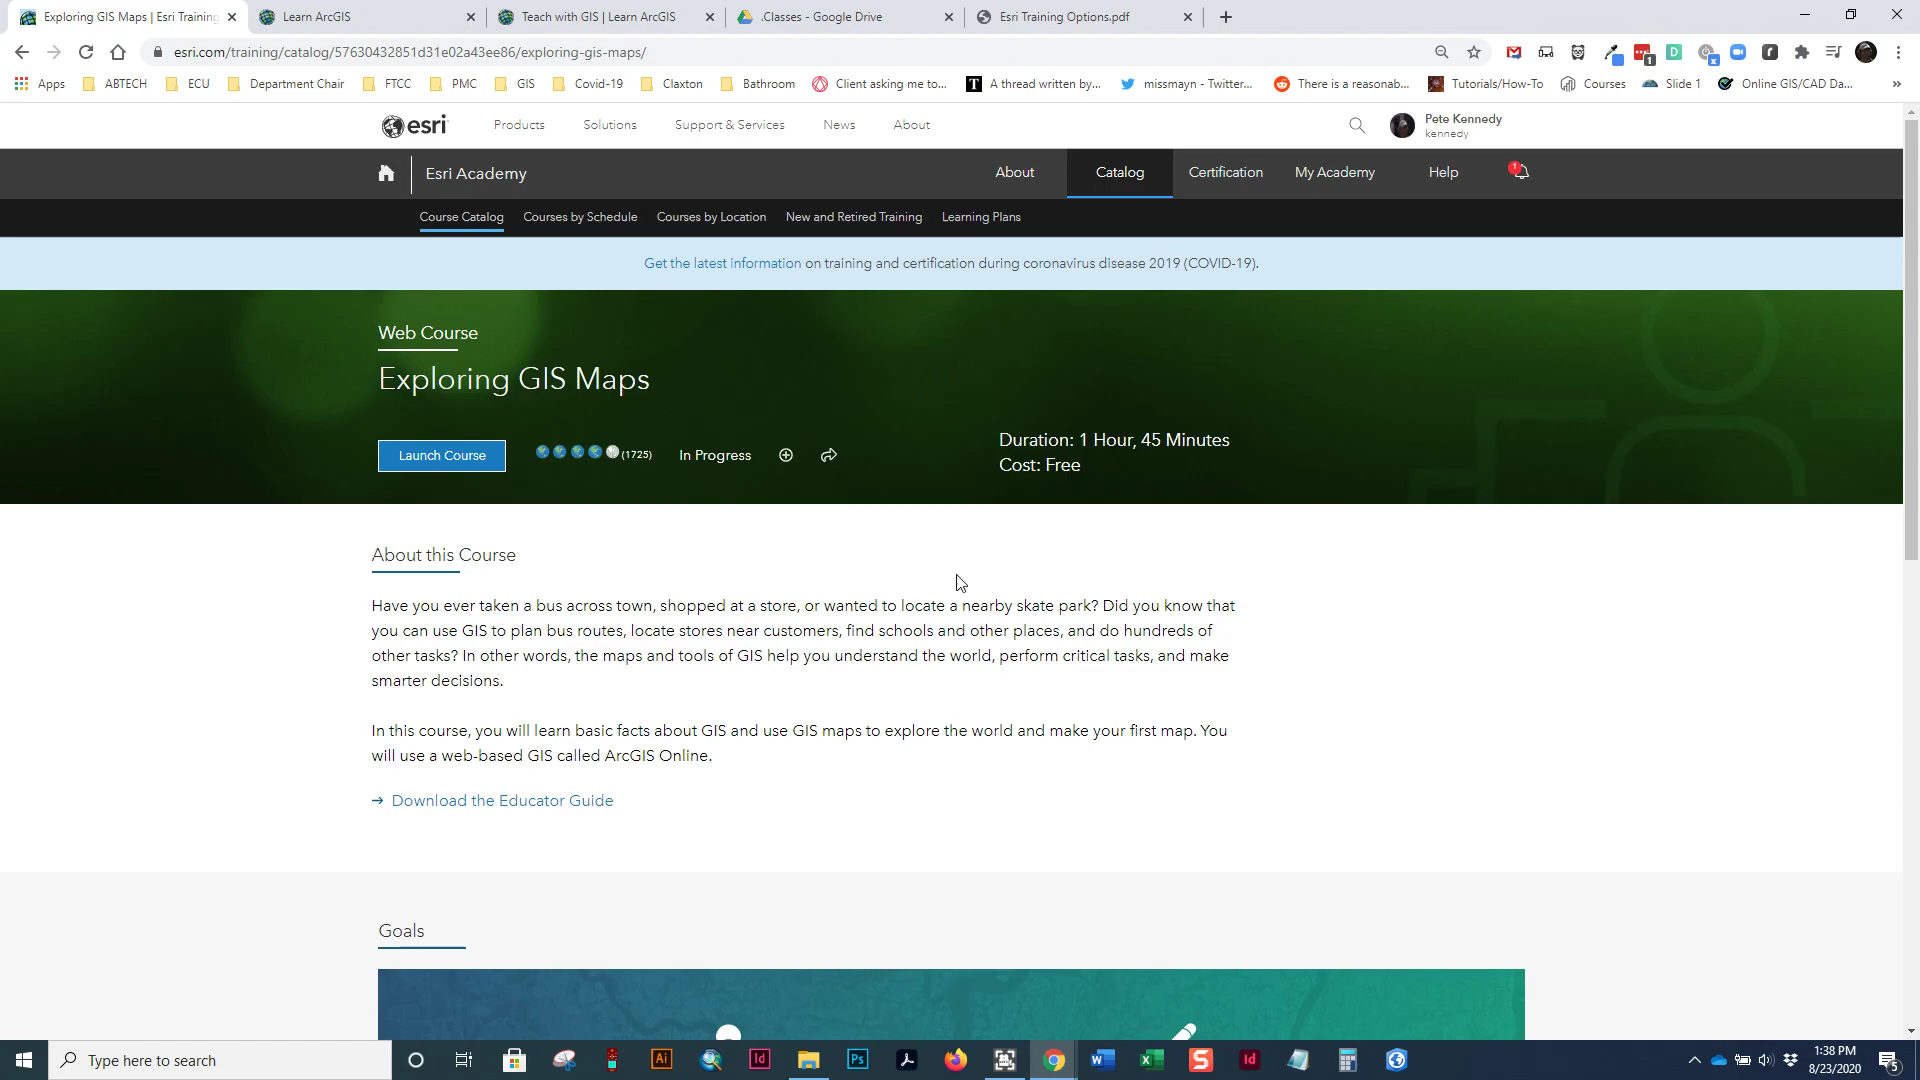 Exploring GIS Maps | Esri Training
Learn ArcGIS
Teach with GIS | Learn ArcGIS
.Classes - Google Drive
Esri Training Options.pdf
esri.com/training/catalog/57630432851d31e02a43ee86/exploring-gis-maps/
Apps
ABTECH
ECU
Department Chair
FTCC
PMC
GIS
Covid-19
Claxton
Bathroom
Client asking me to...
A thread written by...
missmayn - Twitter...
There is a reasonab...
Tutorials/How-To
Courses
Slide 1
Online GIS/CAD Da...
esri
Products
Solutions
Support & Services
News
About
Pete Kennedy
kennedy
Esri Academy
About
Catalog
Certification
My Academy
Help
1
Course Catalog
Courses by Schedule
Courses by Location
New and Retired Training
Learning Plans
Get the latest information on training and certification during coronavirus disease 2019 (COVID-19).
Web Course
Exploring GIS Maps
Launch Course
(1725)
In Progress
Duration: 1 Hour, 45 Minutes
Cost: Free
About this Course
Have you ever taken a bus across town, shopped at a store, or wanted to locate a nearby skate park? Did you know that
you can use GIS to plan bus routes, locate stores near customers, find schools and other places, and do hundreds of
other tasks? In other words, the maps and tools of GIS help you understand the world, perform critical tasks, and make
smarter decisions.
In this course, you will learn basic facts about GIS and use GIS maps to explore the world and make your first map. You
will use a web-based GIS called ArcGIS Online.
→ Download the Educator Guide
Goals
Type here to search
1:38 PM
8/23/2020
5